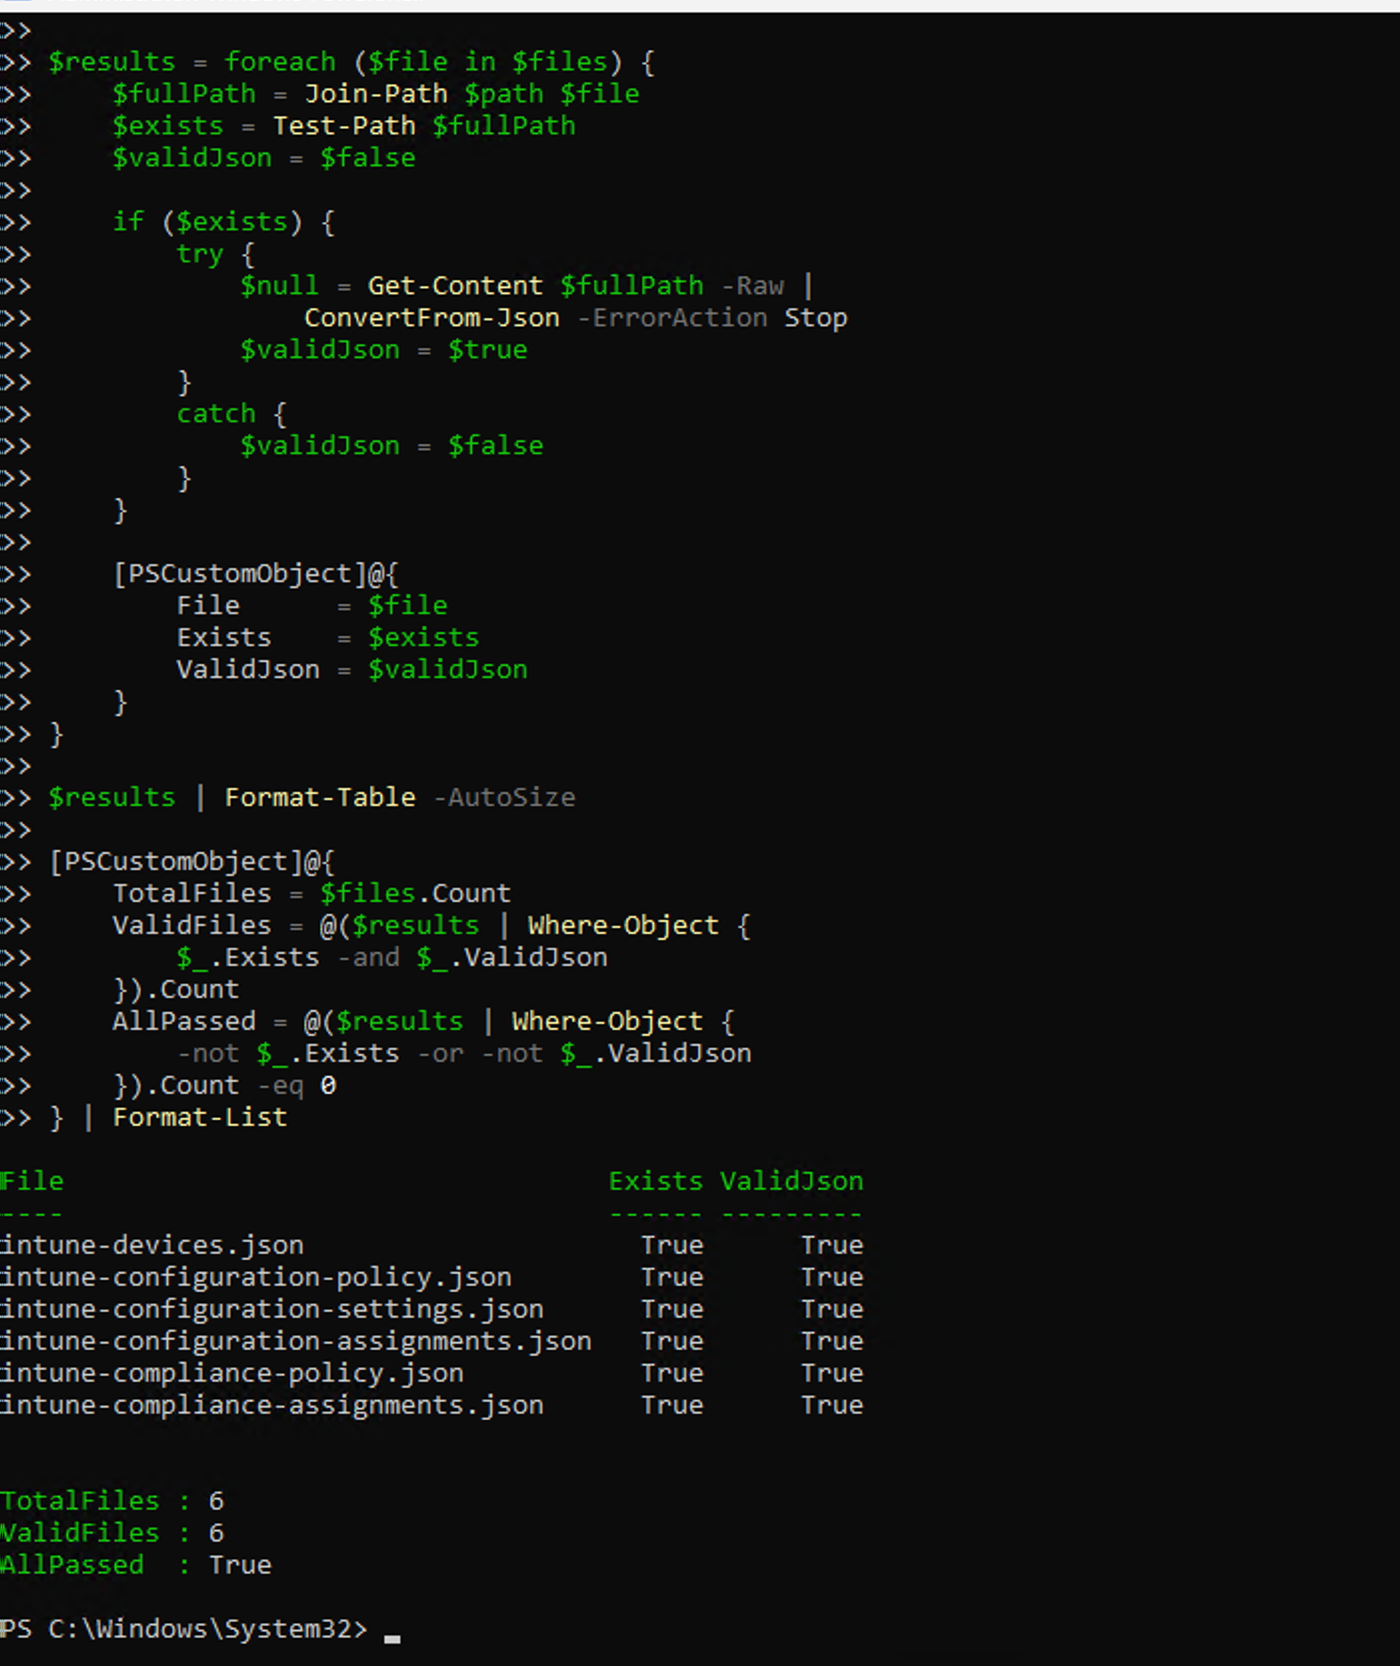 >>
>> $results = foreach ($file in $files) {
>>     $fullPath = Join-Path $path $file
>>     $exists = Test-Path $fullPath
>>     $validJson = $false
>>
>>     if ($exists) {
>>         try {
>>             $null = Get-Content $fullPath -Raw |
>>                 ConvertFrom-Json -ErrorAction Stop
>>             $validJson = $true
>>         }
>>         catch {
>>             $validJson = $false
>>         }
>>     }
>>
>>     [PSCustomObject]@{
>>         File      = $file
>>         Exists    = $exists
>>         ValidJson = $validJson
>>     }
>> }
>>
>> $results | Format-Table -AutoSize
>>
>> [PSCustomObject]@{
>>     TotalFiles = $files.Count
>>     ValidFiles = @($results | Where-Object {
>>         $_.Exists -and $_.ValidJson
>>     }).Count
>>     AllPassed = @($results | Where-Object {
>>         -not $_.Exists -or -not $_.ValidJson
>>     }).Count -eq 0
>> } | Format-List

File                                  Exists ValidJson
----                                  ------ ---------
intune-devices.json                     True      True
intune-configuration-policy.json        True      True
intune-configuration-settings.json      True      True
intune-configuration-assignments.json   True      True
intune-compliance-policy.json           True      True
intune-compliance-assignments.json      True      True

TotalFiles : 6
ValidFiles : 6
AllPassed  : True

PS C:\Windows\System32> _